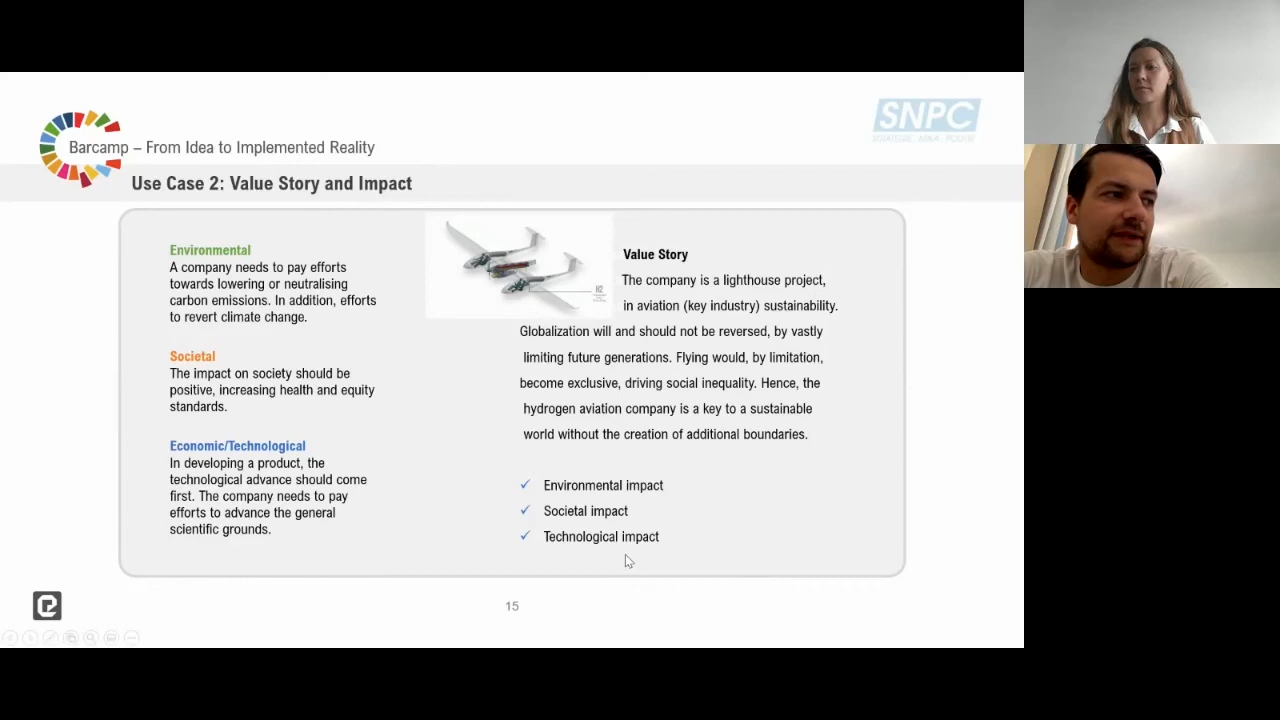 SNPC
Barcamp – From Idea to Implemented Reality
Use Case 2: Value Story and Impact
Environmental
A company needs to pay efforts
towards lowering or neutralising
carbon emissions. In addition, efforts
to revert climate change.
Societal
The impact on society should be
positive, increasing health and equity
standards.
Economic/Technological
In developing a product, the
technological advance should come
first. The company needs to pay
efforts to advance the general
scientific grounds.
H2
Value Story
The company is a lighthouse project,
in aviation (key industry) sustainability.
Globalization will and should not be reversed, by vastly
limiting future generations. Flying would, by limitation,
become exclusive, driving social inequality. Hence, the
hydrogen aviation company is a key to a sustainable
world without the creation of additional boundaries.
✓ Environmental impact
✓ Societal impact
✓ Technological impact
15